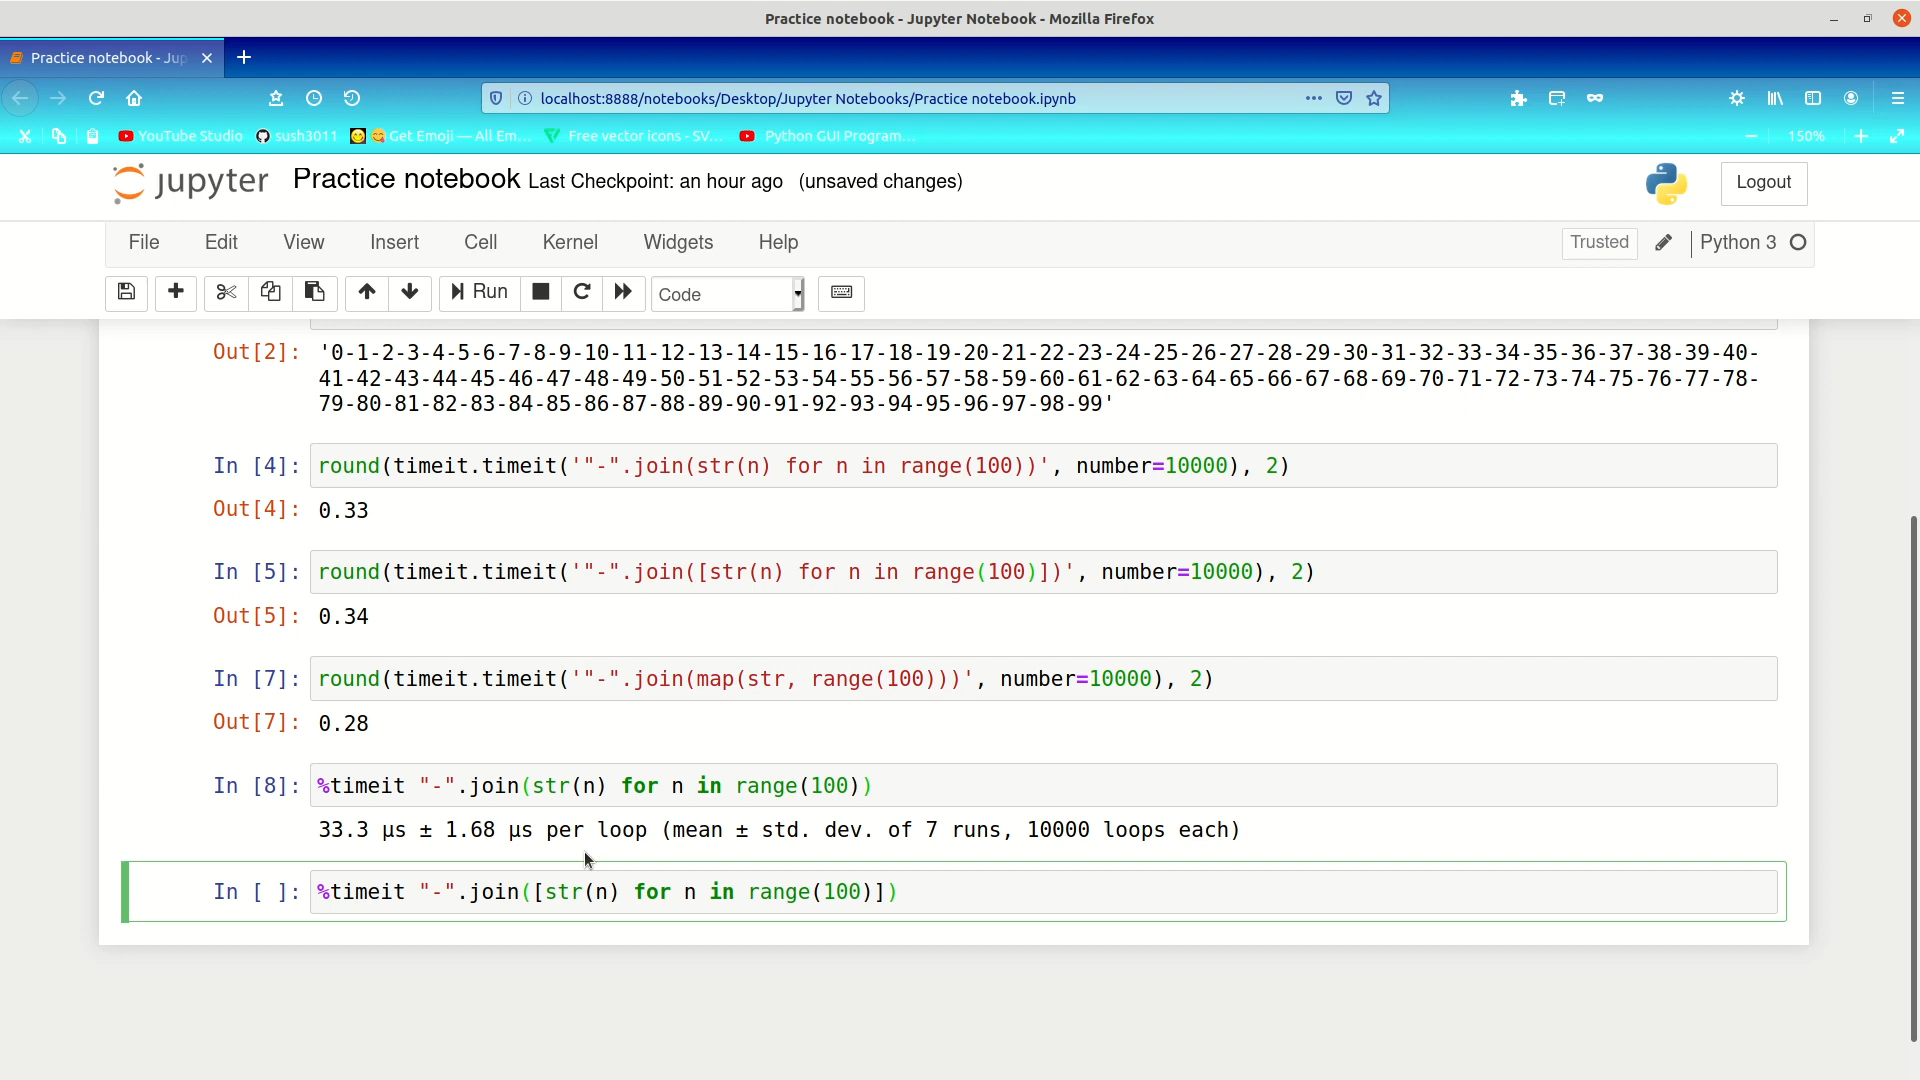 Practice notebook - Jupyter Notebook - Mozilla Firefox
Practice notebook - Jup
localhost:8888/notebooks/Desktop/Jupyter Notebooks/Practice notebook.ipynb
YouTube Studio sush3011 Get Emoji — All Em... Free vector icons - SV... Python GUI Program... 150%
jupyter Practice notebook Last Checkpoint: an hour ago (unsaved changes) Logout
File Edit View Insert Cell Kernel Widgets Help Trusted Python 3
Run Code
Out[2]: '0-1-2-3-4-5-6-7-8-9-10-11-12-13-14-15-16-17-18-19-20-21-22-23-24-25-26-27-28-29-30-31-32-33-34-35-36-37-38-39-40-
41-42-43-44-45-46-47-48-49-50-51-52-53-54-55-56-57-58-59-60-61-62-63-64-65-66-67-68-69-70-71-72-73-74-75-76-77-78-
79-80-81-82-83-84-85-86-87-88-89-90-91-92-93-94-95-96-97-98-99'
In [4]: round(timeit.timeit('"-".join(str(n) for n in range(100))', number=10000), 2)
Out[4]: 0.33
In [5]: round(timeit.timeit('"-".join([str(n) for n in range(100)])', number=10000), 2)
Out[5]: 0.34
In [7]: round(timeit.timeit('"-".join(map(str, range(100)))', number=10000), 2)
Out[7]: 0.28
In [8]: %timeit "-".join(str(n) for n in range(100))
33.3 µs ± 1.68 µs per loop (mean ± std. dev. of 7 runs, 10000 loops each)
In [ ]: %timeit "-".join([str(n) for n in range(100)])